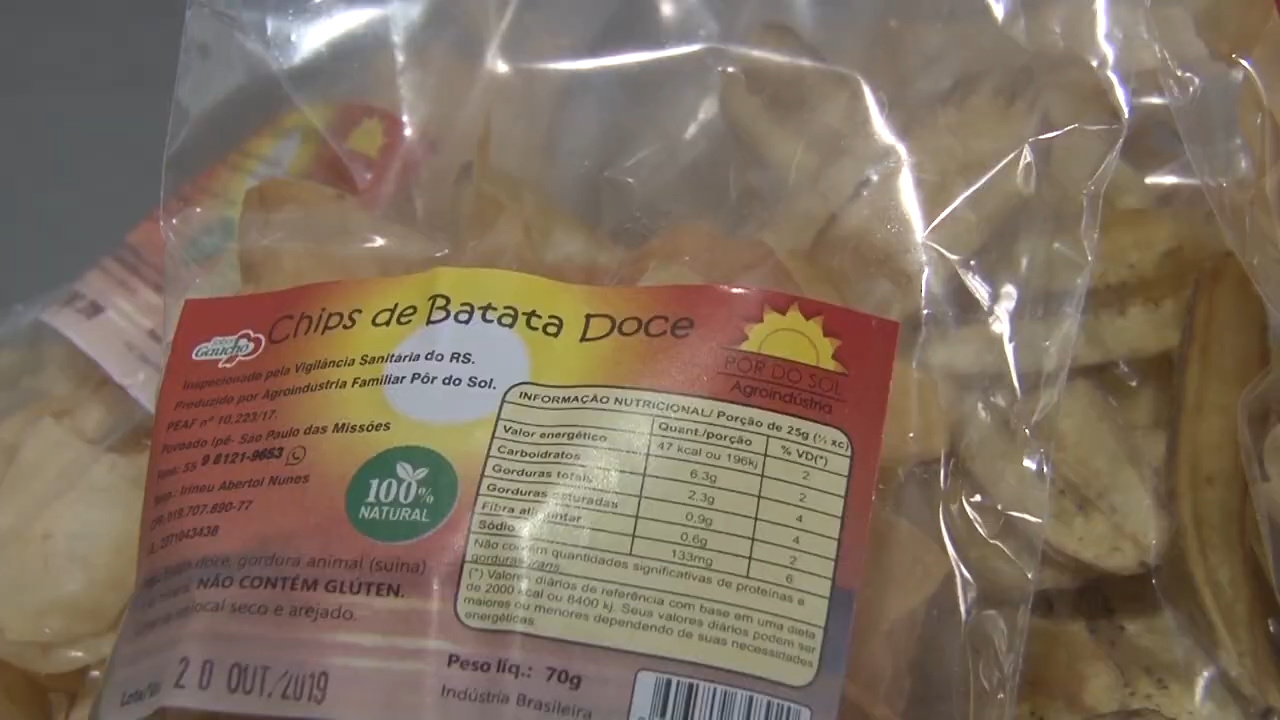 Chips de Batata Doce
Sabor
Gaúcho
Inspecionado pela Vigilância Sanitária do RS.
Produzido por Agroindústria Familiar Pôr do Sol.
PEAF nº 10.223/17.
Povoado Ipê- São Paulo das Missões
55 9 8121-9653
Irineu Abertol Nunes
100%
NATURAL
doce, gordura animal (suína)
NÃO CONTÉM GLÚTEN.
local seco e arejado.
20 OUT./2019
PÔR DO SOL
Agroindústria
INFORMAÇÃO NUTRICIONAL/ Porção de 25g (½ xc)
Quant./porção % VD(*)
Valor energético 47 kcal ou 196kj 2
Carboidratos 6,3g 2
Gorduras totais 2,3g 4
Gorduras saturadas 0,9g 4
Fibra alimentar 0,6g 2
Sódio 133mg 6
Não contém quantidades significativas de proteínas e
gorduras trans.
(*) Valores diários de referência com base em uma dieta
de 2000 kcal ou 8400 kj. Seus valores diários podem ser
maiores ou menores dependendo de suas necessidades
energéticas.
Peso líq.: 70g
Indústria Brasileira